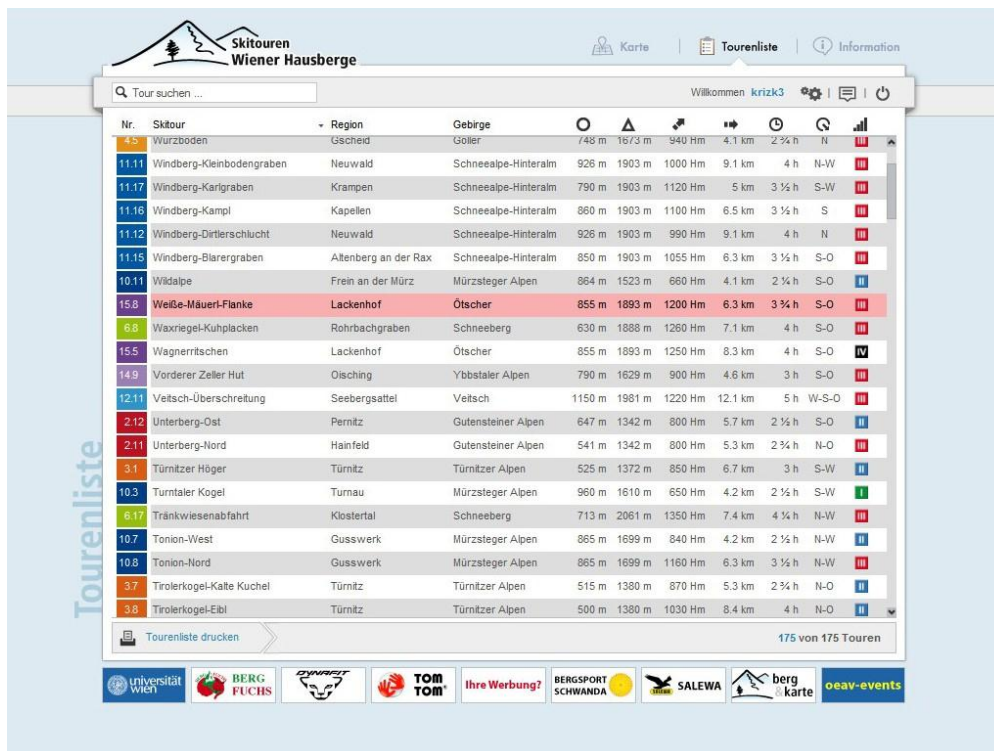 Skitouren
Wiener Hausberge
Karte | Tourenliste | Information
Tour suchen ... Willkommen krizk3
Nr. Skitour Region Gebirge
4.5 Wurzboden Gscheid Göller 748 m 1673 m 940 Hm 4.1 km 2 ¾ h N III
11.11 Windberg-Kleinbodengraben Neuwald Schneealpe-Hinteralm 926 m 1903 m 1000 Hm 9.1 km 4 h N-W III
11.17 Windberg-Karlgraben Krampen Schneealpe-Hinteralm 790 m 1903 m 1120 Hm 5 km 3 ½ h S-W III
11.16 Windberg-Kampl Kapellen Schneealpe-Hinteralm 860 m 1903 m 1100 Hm 6.5 km 3 ½ h S III
11.12 Windberg-Dirtlerschlucht Neuwald Schneealpe-Hinteralm 926 m 1903 m 990 Hm 9.1 km 4 h N III
11.15 Windberg-Blarergraben Altenberg an der Rax Schneealpe-Hinteralm 850 m 1903 m 1055 Hm 6.3 km 3 ½ h S-O III
10.11 Wildalpe Frein an der Mürz Mürzsteger Alpen 864 m 1523 m 660 Hm 4.1 km 2 ¼ h S-O II
15.8 Weiße-Mäuerl-Flanke Lackenhof Ötscher 855 m 1893 m 1200 Hm 6.3 km 3 ¾ h S-O III
6.8 Waxriegel-Kuhplacken Rohrbachgraben Schneeberg 630 m 1888 m 1260 Hm 7.1 km 4 h S-O III
15.5 Wagnerritschen Lackenhof Ötscher 855 m 1893 m 1250 Hm 8.3 km 4 h S-O IV
14.9 Vorderer Zeller Hut Oisching Ybbstaler Alpen 790 m 1629 m 900 Hm 4.6 km 3 h S-O III
12.11 Veitsch-Überschreitung Seebergsattel Veitsch 1150 m 1981 m 1220 Hm 12.1 km 5 h W-S-O III
2.12 Unterberg-Ost Pernitz Gutensteiner Alpen 647 m 1342 m 800 Hm 5.7 km 2 ½ h S-O II
2.11 Unterberg-Nord Hainfeld Gutensteiner Alpen 541 m 1342 m 800 Hm 5.3 km 2 ¾ h N-O III
3.1 Türnitzer Höger Türnitz Türnitzer Alpen 525 m 1372 m 850 Hm 6.7 km 3 h S-W II
10.3 Turntaler Kogel Turnau Mürzsteger Alpen 960 m 1610 m 650 Hm 4.2 km 2 ½ h S-W I
6.17 Tränkwiesenabfahrt Klostertal Schneeberg 713 m 2061 m 1350 Hm 7.4 km 4 ¼ h N-W III
10.7 Tonion-West Gusswerk Mürzsteger Alpen 865 m 1699 m 840 Hm 4.2 km 2 ½ h N-W II
10.8 Tonion-Nord Gusswerk Mürzsteger Alpen 865 m 1699 m 1160 Hm 6.3 km 3 ½ h N-W III
3.7 Tirolerkogel-Kalte Kuchel Türnitz Türnitzer Alpen 515 m 1380 m 870 Hm 5.3 km 2 ¾ h N-O II
3.8 Tirolerkogel-Eibl Türnitz Türnitzer Alpen 500 m 1380 m 1030 Hm 8.4 km 4 h N-O II
Tourenliste
Tourenliste drucken 175 von 175 Touren
universität
wien
BERG
FUCHS
DYNAFIT
TOM
TOM
Ihre Werbung?
BERGSPORT
SCHWANDA
SALEWA
SALEWA
berg
& karte
oeav-events